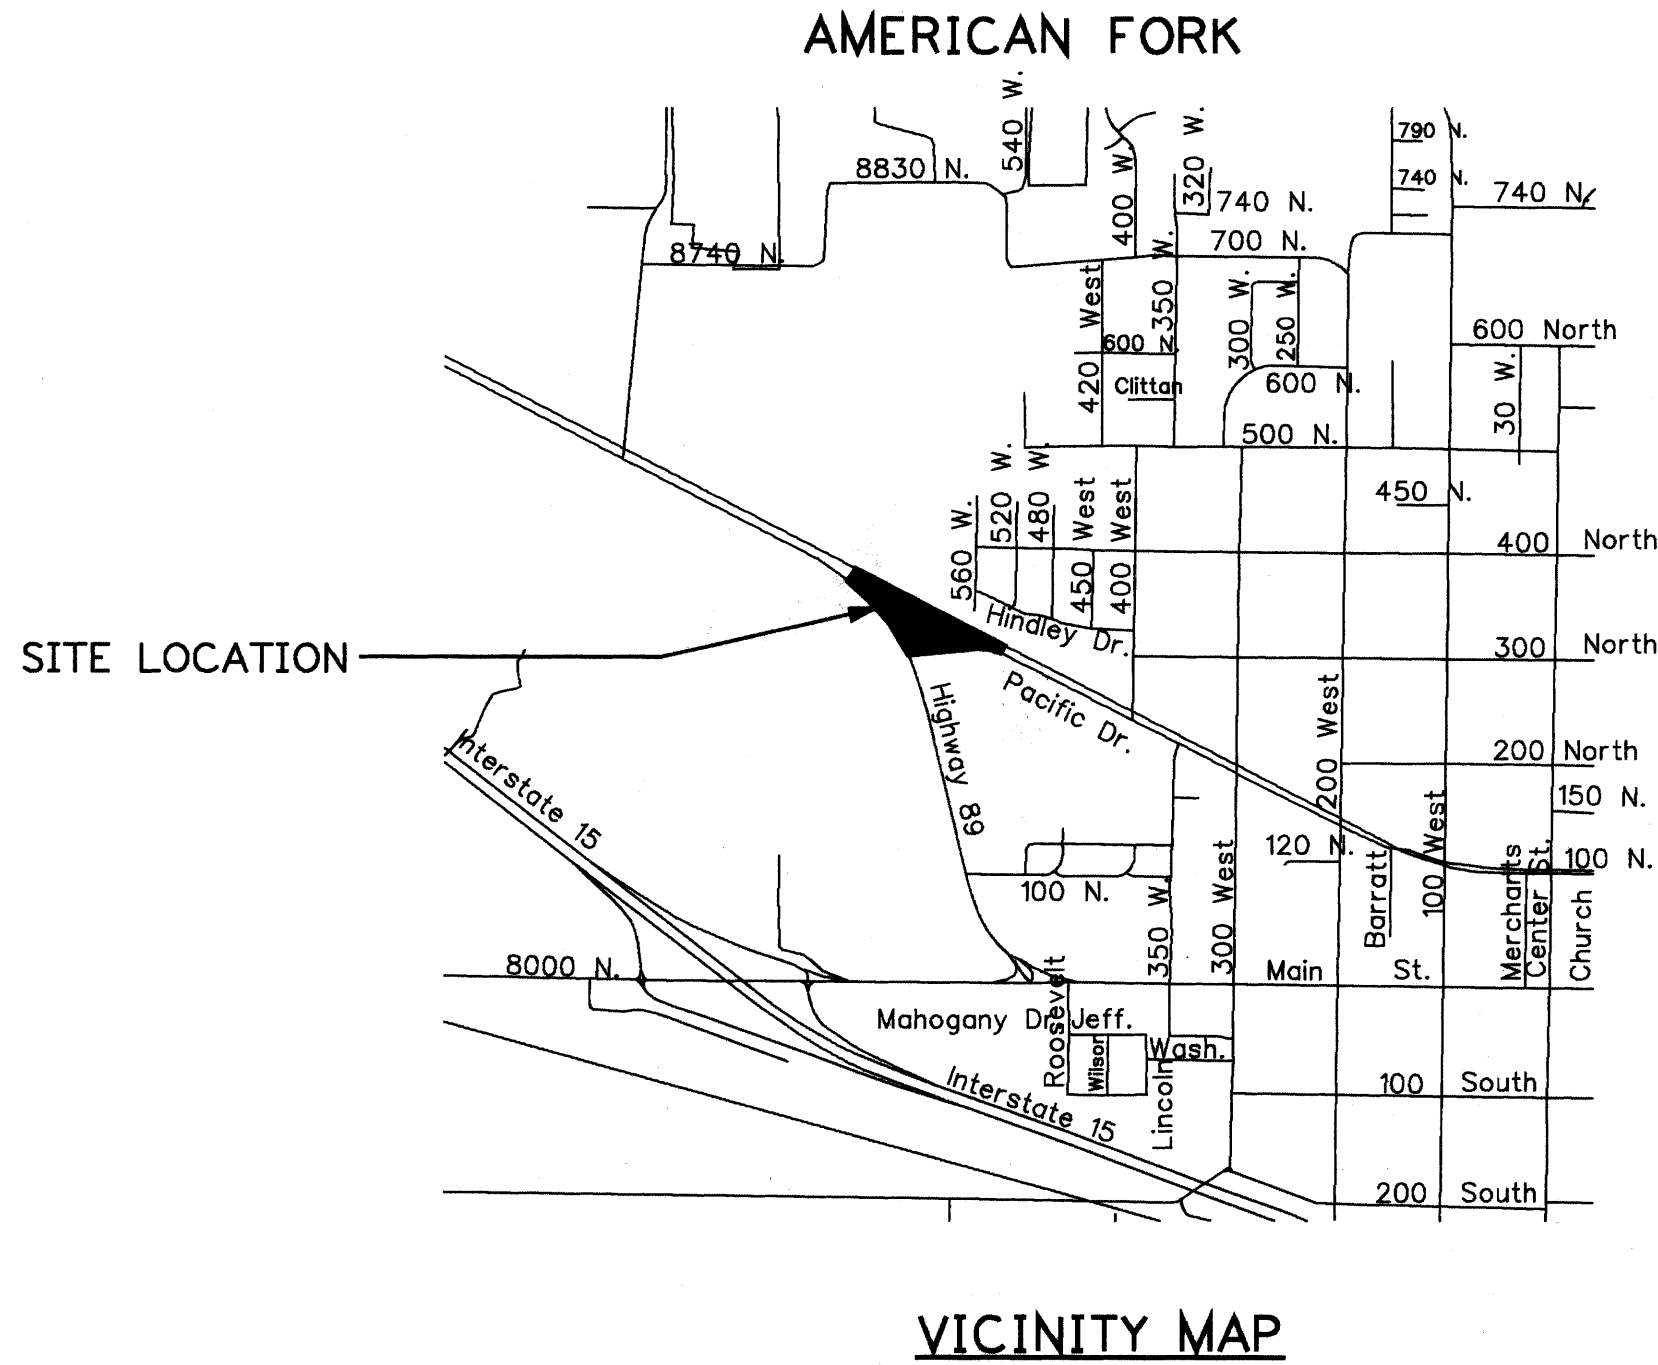 AMERICAN FORK
540 W.
320 W.
790 N.
8830 N.
400 W.
740 N.
740 N.
740 N.
8740 N.
350 W.
700 N.
420 West
300 W.
250 W.
600 North
600 N.
30 W.
Clittan
600 N.
500 N.
520 W.
480 W.
450 West
400 West
450 N.
560 W.
400 North
Hindley Dr.
SITE LOCATION
300 North
Highway 89
Pacific Dr.
200 West
200 North
Interstate 15
150 N.
100 West
120 N.
100 N.
100 N.
350 W.
300 West
Barratt
Merchants
Center St.
Church
8000 N.
Main St.
Roosevelt
Mahogany Dr.
Jeff.
Wilson
Wash.
Lincoln
Interstate 15
100 South
200 South
VICINITY MAP